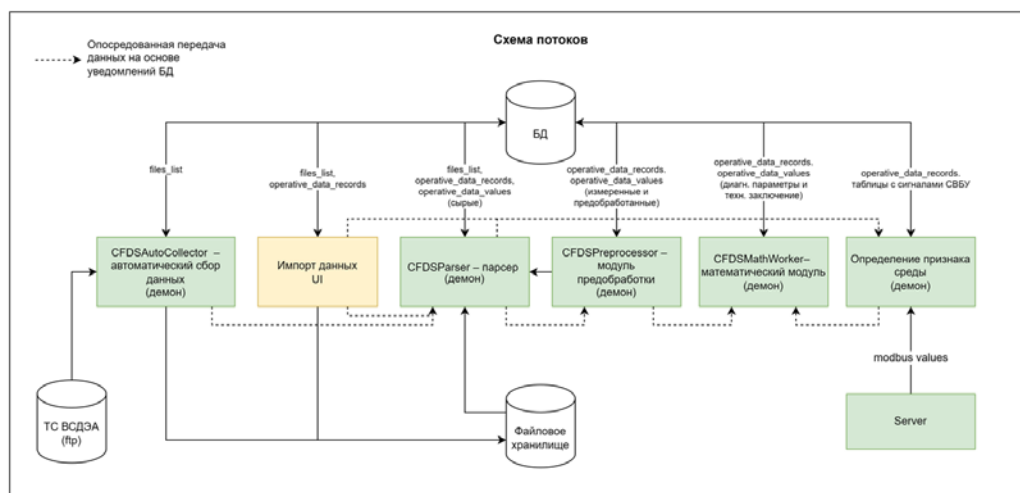 Схема потоков
Опосредованная передача
данных на основе
уведомлений БД
БД
files_list
files_list,
operative_data_records
files_list,
operative_data_records,
operative_data_values
(сырые)
operative_data_records.
operative_data_values
(измеренные и
предобработанные)
operative_data_records.
operative_data_values
(диагн. параметры и
техн. заключение)
operative_data_records.
таблицы с сигналами СВБУ
CFDSAutoCollector –
автоматический сбор
данных
(демон)
Импорт данных
UI
CFDSParser – парсер
(демон)
CFDSPreprocessor –
модуль
предобработки
(демон)
CFDSMathWorker–
математический модуль
(демон)
Определение признака
среды
(демон)
modbus values
ТС ВСДЭА
(ftp)
Файловое
хранилище
Server